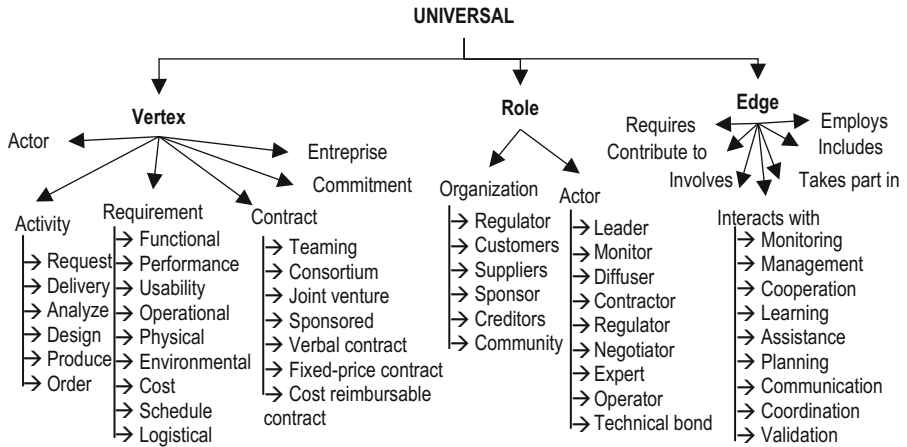 UNIVERSAL
Vertex
Actor
Entreprise
Commitment
Activity
→ Request
→ Delivery
→ Analyze
→ Design
→ Produce
→ Order
Requirement
→ Functional
→ Performance
→ Usability
→ Operational
→ Physical
→ Environmental
→ Cost
→ Schedule
→ Logistical
Contract
→ Teaming
→ Consortium
→ Joint venture
→ Sponsored
→ Verbal contract
→ Fixed-price contract
→ Cost reimbursable
contract
Role
Organization
→ Regulator
→ Customers
→ Suppliers
→ Sponsor
→ Creditors
→ Community
Actor
→ Leader
→ Monitor
→ Diffuser
→ Contractor
→ Regulator
→ Negotiator
→ Expert
→ Operator
→ Technical bond
Edge
Requires
Contribute to
Involves
Employs
Includes
Takes part in
Interacts with
→ Monitoring
→ Management
→ Cooperation
→ Learning
→ Assistance
→ Planning
→ Communication
→ Coordination
→ Validation